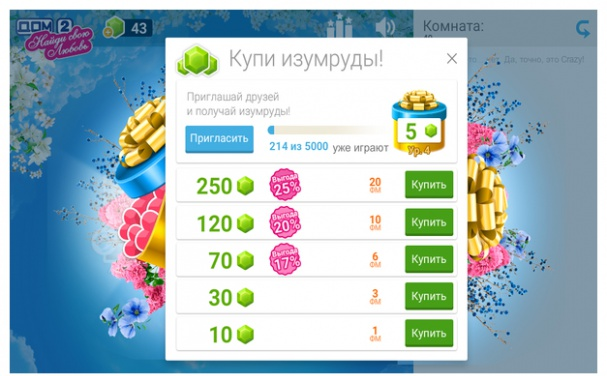 ДОМ 2
Найди свою
Любовь
43
Комната:
Да, точно, это Crazy!
Купи изумруды!
Приглашай друзей
и получай изумруды!
Пригласить
214 из 5000 уже играют
5
Ур. 4
250
Выгода
25%
20
ФМ
Купить
120
Выгода
20%
10
ФМ
Купить
70
Выгода
17%
6
ФМ
Купить
30
3
ФМ
Купить
10
1
ФМ
Купить